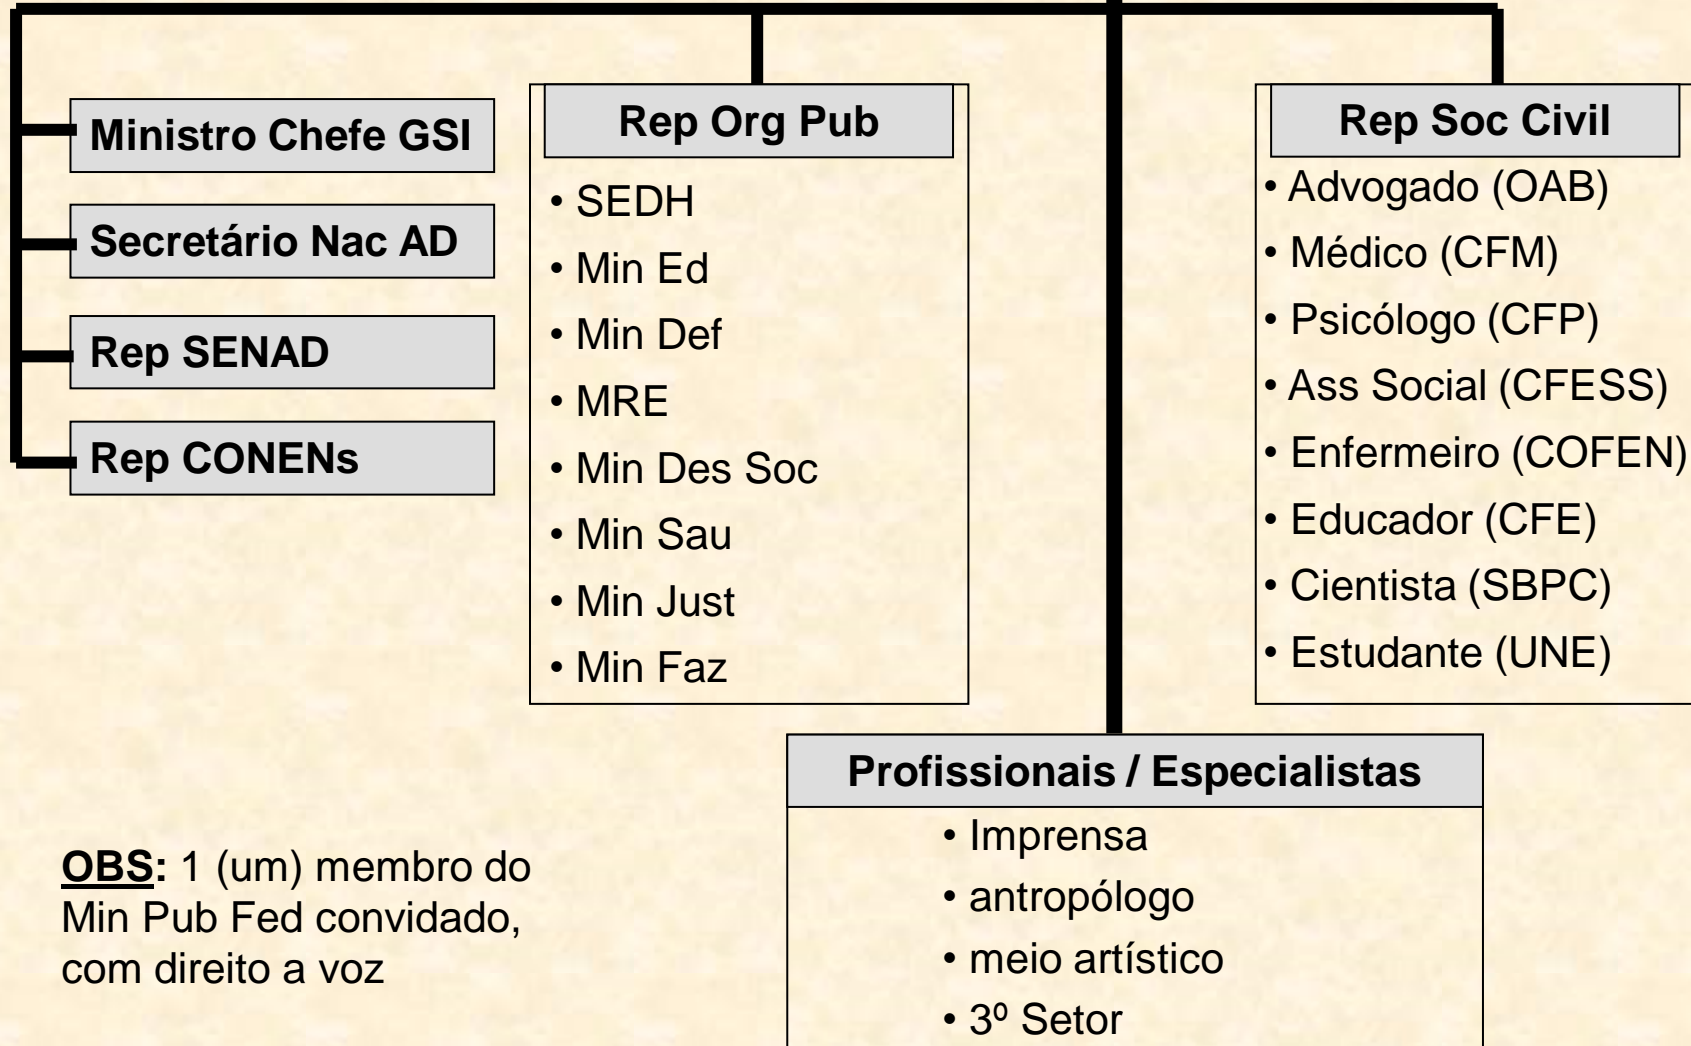 Ministro Chefe GSI
Secretário Nac AD
Rep SENAD
Rep CONENs
Rep Org Pub
• SEDH
• Min Ed
• Min Def
• MRE
• Min Des Soc
• Min Sau
• Min Just
• Min Faz
Rep Soc Civil
• Advogado (OAB)
• Médico (CFM)
• Psicólogo (CFP)
• Ass Social (CFESS)
• Enfermeiro (COFEN)
• Educador (CFE)
• Cientista (SBPC)
• Estudante (UNE)
Profissionais / Especialistas
• Imprensa
• antropólogo
• meio artístico
• 3º Setor
OBS: 1 (um) membro do
Min Pub Fed convidado,
com direito a voz